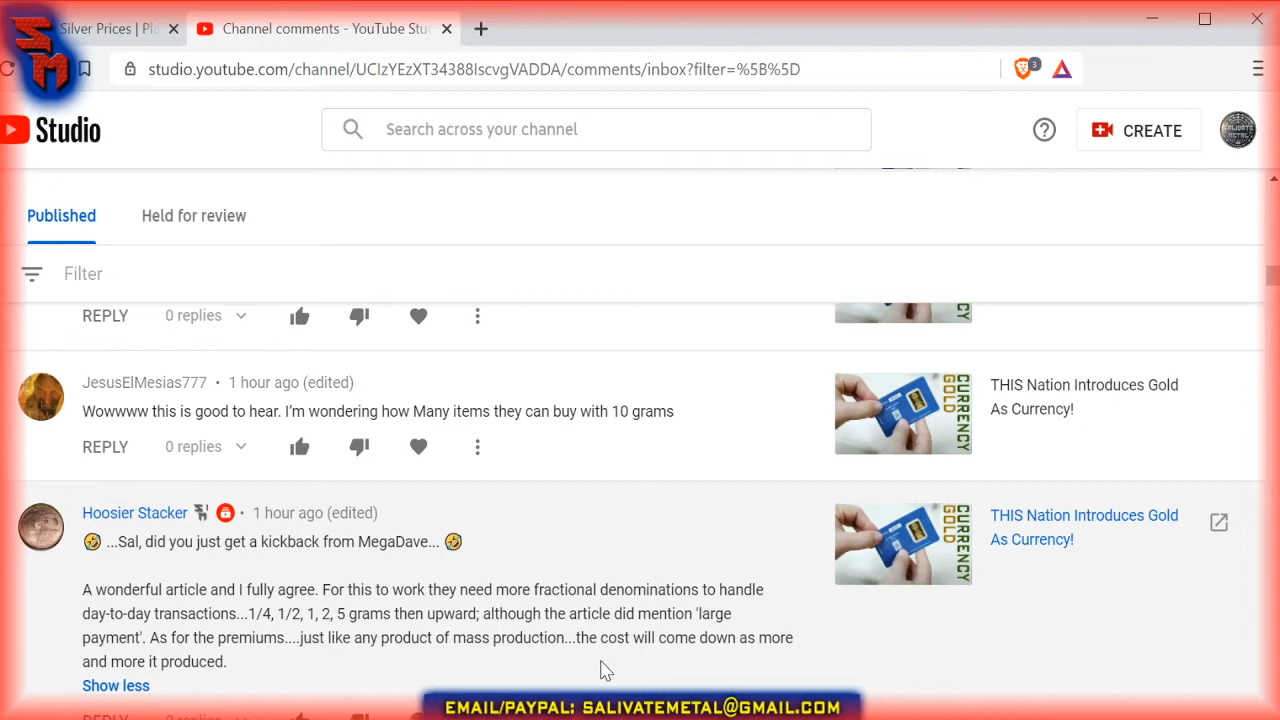 SM
Silver Prices | Pla
Channel comments - YouTube Stu
studio.youtube.com/channel/UCIzYEzXT34388IscvgVADDA/comments/inbox?filter=%5B%5D
3
Studio
Search across your channel
CREATE
Published
Held for review
Filter
REPLY 0 replies
JesusElMesias777 • 1 hour ago (edited)
Wowwww this is good to hear. I'm wondering how Many items they can buy with 10 grams
REPLY 0 replies
CURRENCY
GOLD
THIS Nation Introduces Gold
As Currency!
Hoosier Stacker • 1 hour ago (edited)
🤣 ...Sal, did you just get a kickback from MegaDave... 🤣
A wonderful article and I fully agree. For this to work they need more fractional denominations to handle
day-to-day transactions...1/4, 1/2, 1, 2, 5 grams then upward; although the article did mention 'large
payment'. As for the premiums....just like any product of mass production...the cost will come down as more
and more it produced.
Show less
CURRENCY
GOLD
THIS Nation Introduces Gold
As Currency!
EMAIL/PAYPAL: SALIVATEMETAL@GMAIL.COM